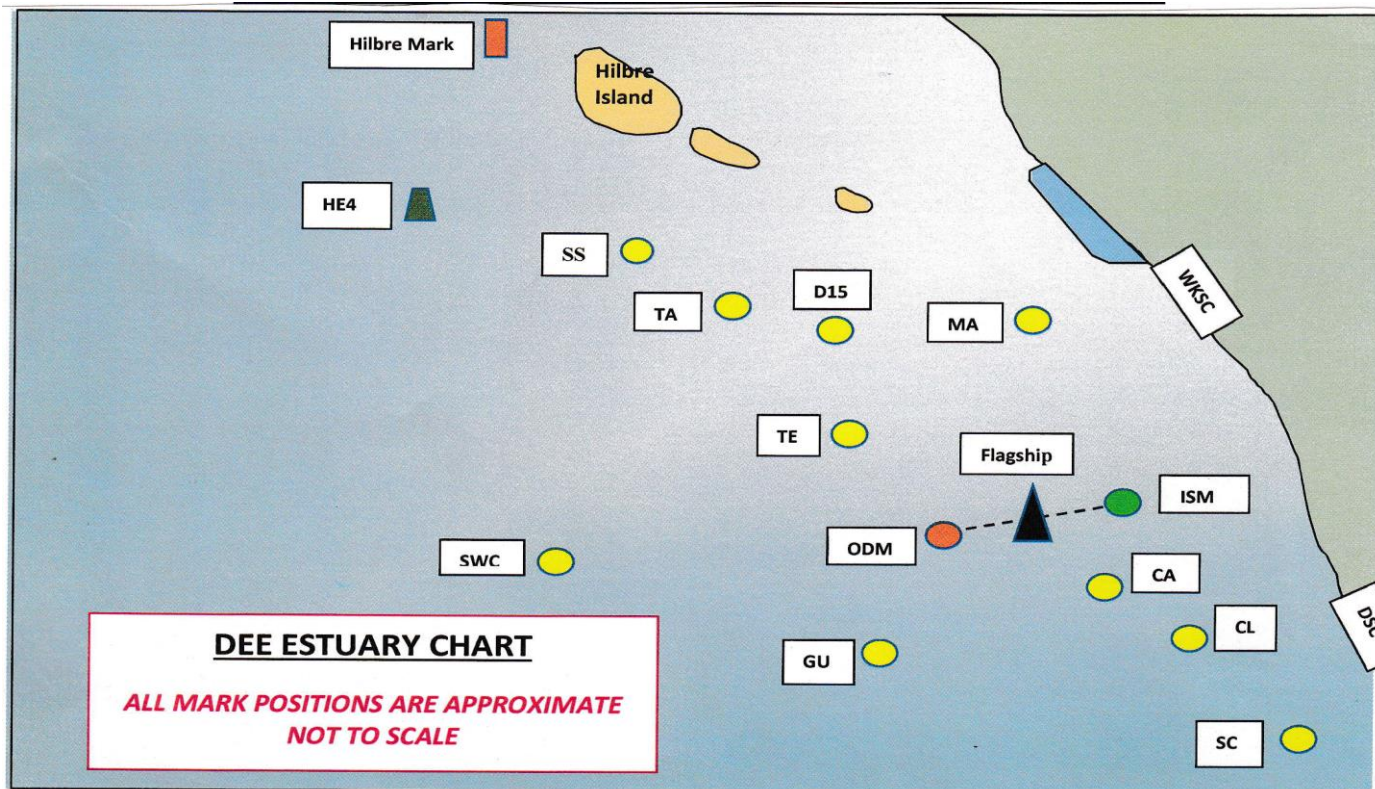 Hilbre Mark
Hilbre
Island
HE4
SS
TA
D15
MA
WKSC
TE
Flagship
ISM
ODM
SWC
CA
CL
DSC
GU
SC
DEE ESTUARY CHART
ALL MARK POSITIONS ARE APPROXIMATE
NOT TO SCALE